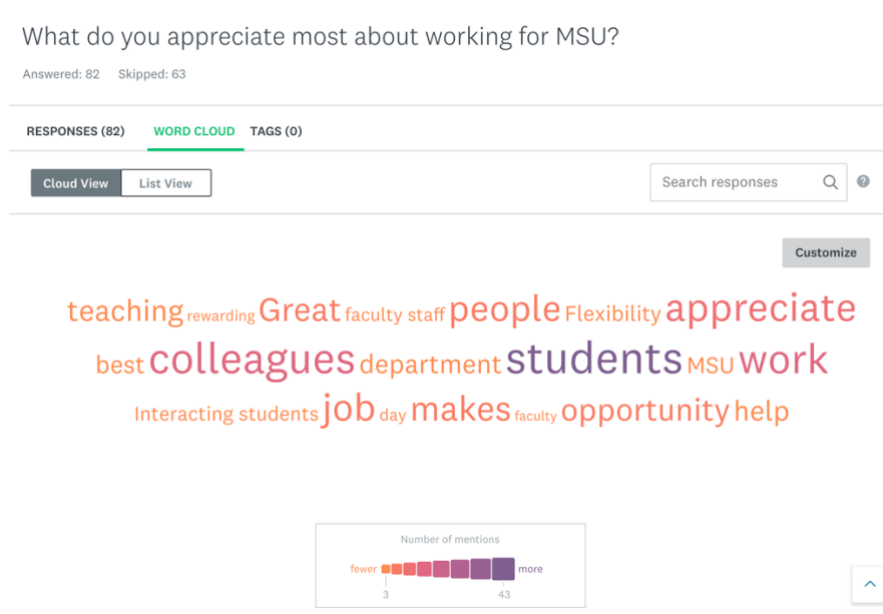 What do you appreciate most about working for MSU?
Answered: 82 Skipped: 63
RESPONSES (82) WORD CLOUD TAGS (0)
Cloud View List View Search responses ?
Customize
teaching rewarding Great faculty staff people Flexibility appreciate
best colleagues department students MSU work
Interacting students job day makes faculty opportunity help
Number of mentions
fewer more
3 43